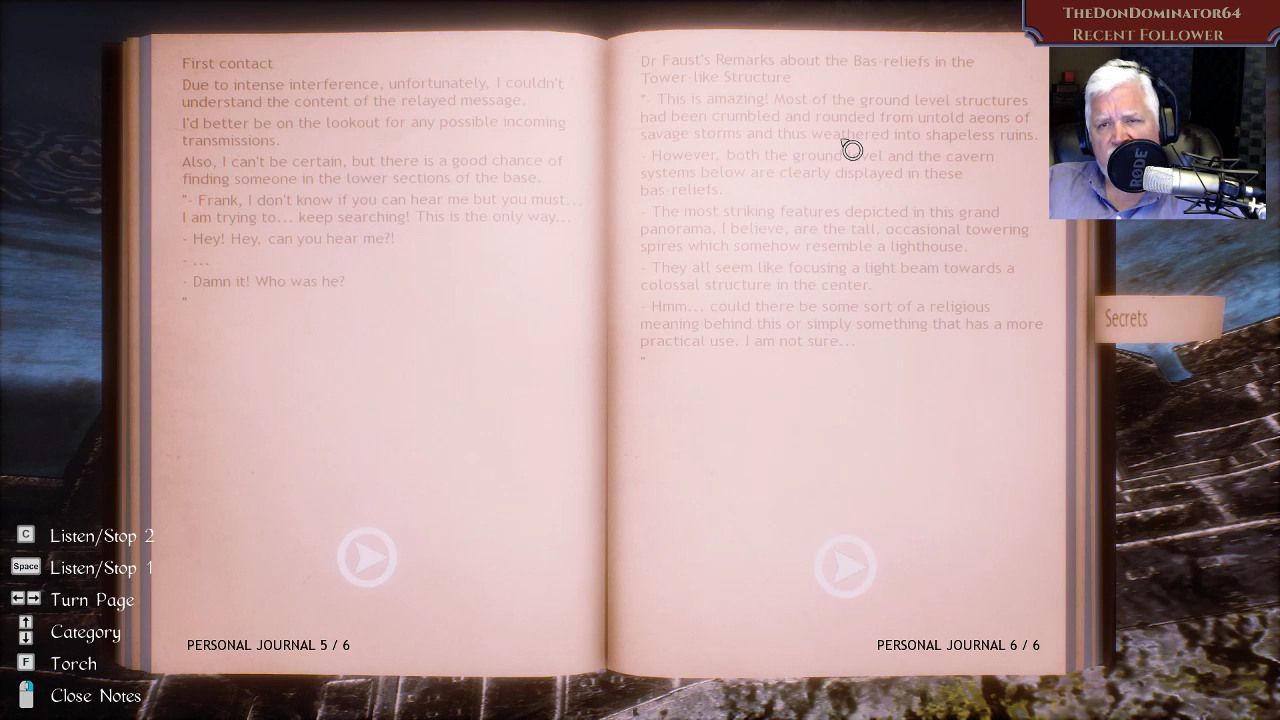 TheDonDominator64
Recent Follower
First contact
Due to intense interference, unfortunately, I couldn't
understand the content of the relayed message.
I'd better be on the lookout for any possible incoming
transmissions.
Also, I can't be certain, but there is a good chance of
finding someone in the lower sections of the base.
"- Frank, I don't know if you can hear me but you must...
I am trying to... keep searching! This is the only way...
- Hey! Hey, can you hear me?!
- ...
- Damn it! Who was he?
"
PERSONAL JOURNAL 5 / 6
Dr Faust's Remarks about the Bas-reliefs in the
Tower-like Structure
"- This is amazing! Most of the ground level structures
had been crumbled and rounded from untold aeons of
savage storms and thus weathered into shapeless ruins.
- However, both the ground level and the cavern
systems below are clearly displayed in these
bas-reliefs.
- The most striking features depicted in this grand
panorama, I believe, are the tall, occasional towering
spires which somehow resemble a lighthouse.
- They all seem like focusing a light beam towards a
colossal structure in the center.
- Hmm... could there be some sort of a religious
meaning behind this or simply something that has a more
practical use. I am not sure...
"
PERSONAL JOURNAL 6 / 6
Secrets
RØDE
C Listen/Stop 2
Space Listen/Stop 1
Turn Page
Category
F Torch
Close Notes